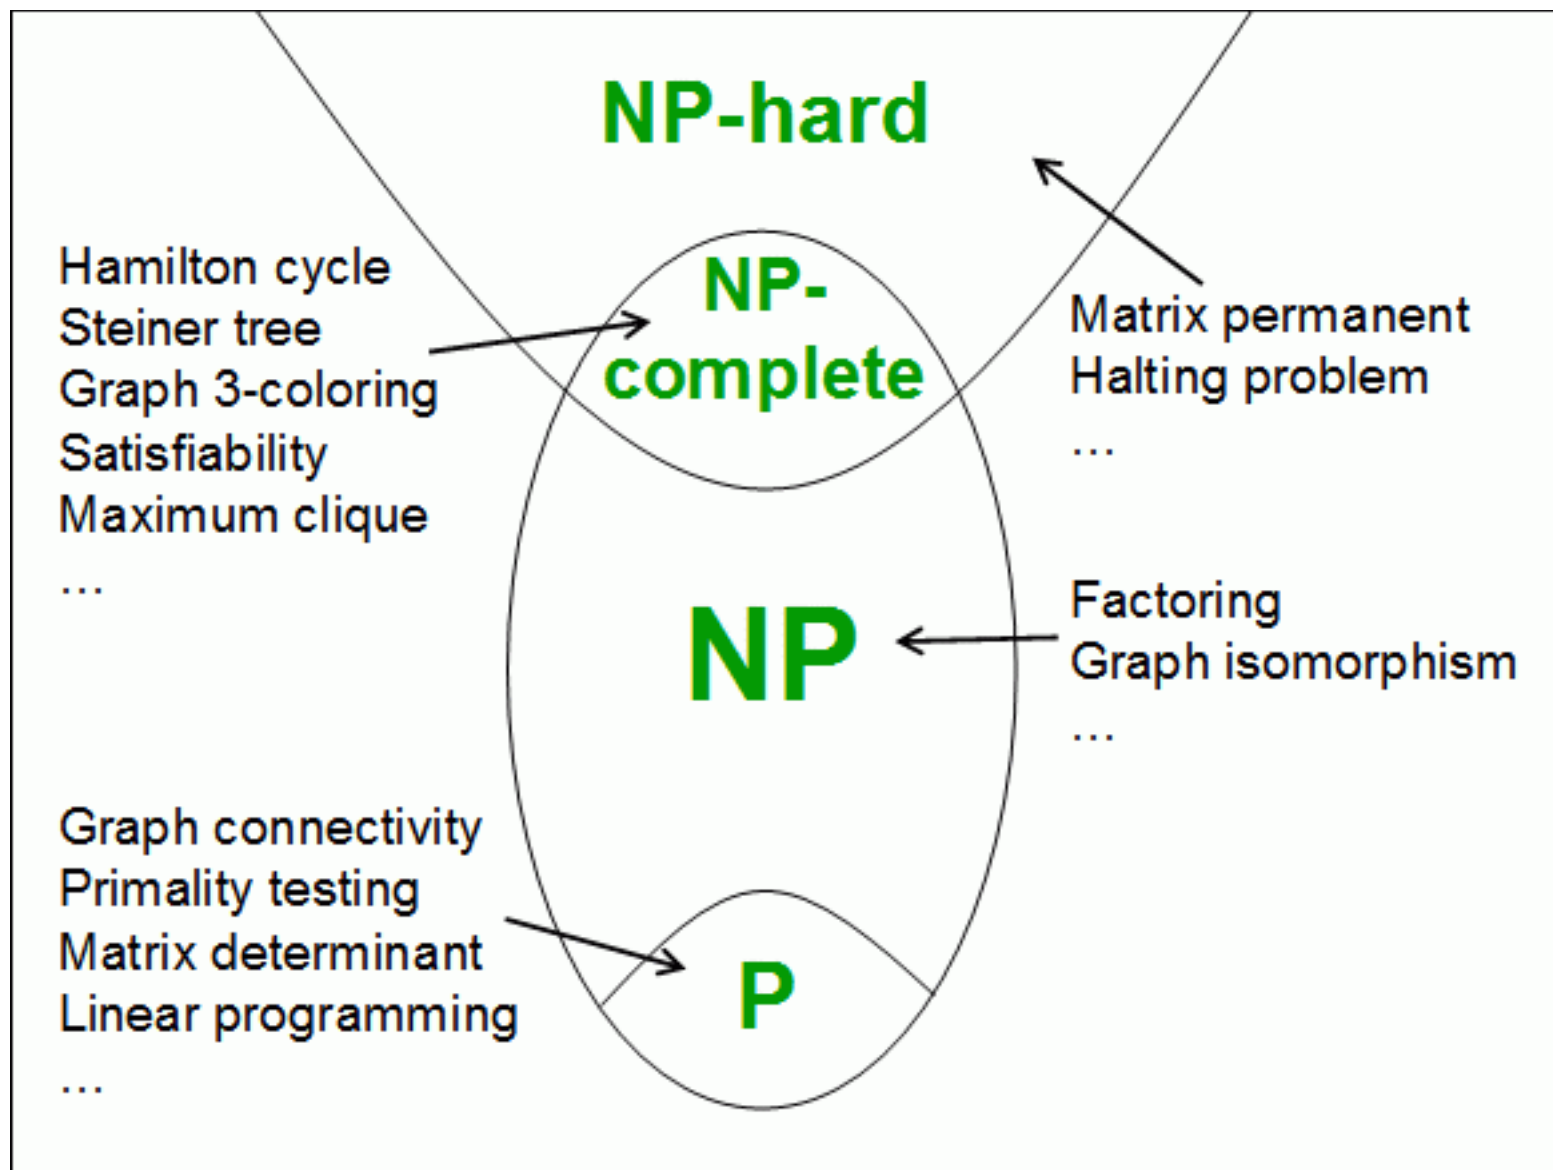 NP-hard
Hamilton cycle
Steiner tree
Graph 3-coloring
Satisfiability
Maximum clique
…
NP-
complete
Matrix permanent
Halting problem
…
NP
Factoring
Graph isomorphism
…
Graph connectivity
Primality testing
Matrix determinant
Linear programming
…
P